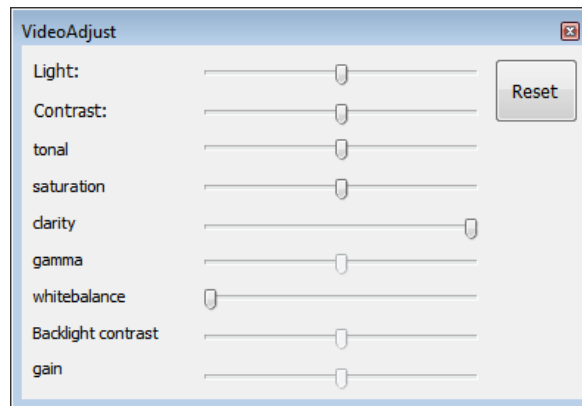 VideoAdjust
Light:
Reset
Contrast:
tonal
saturation
clarity
gamma
whitebalance
Backlight contrast
gain